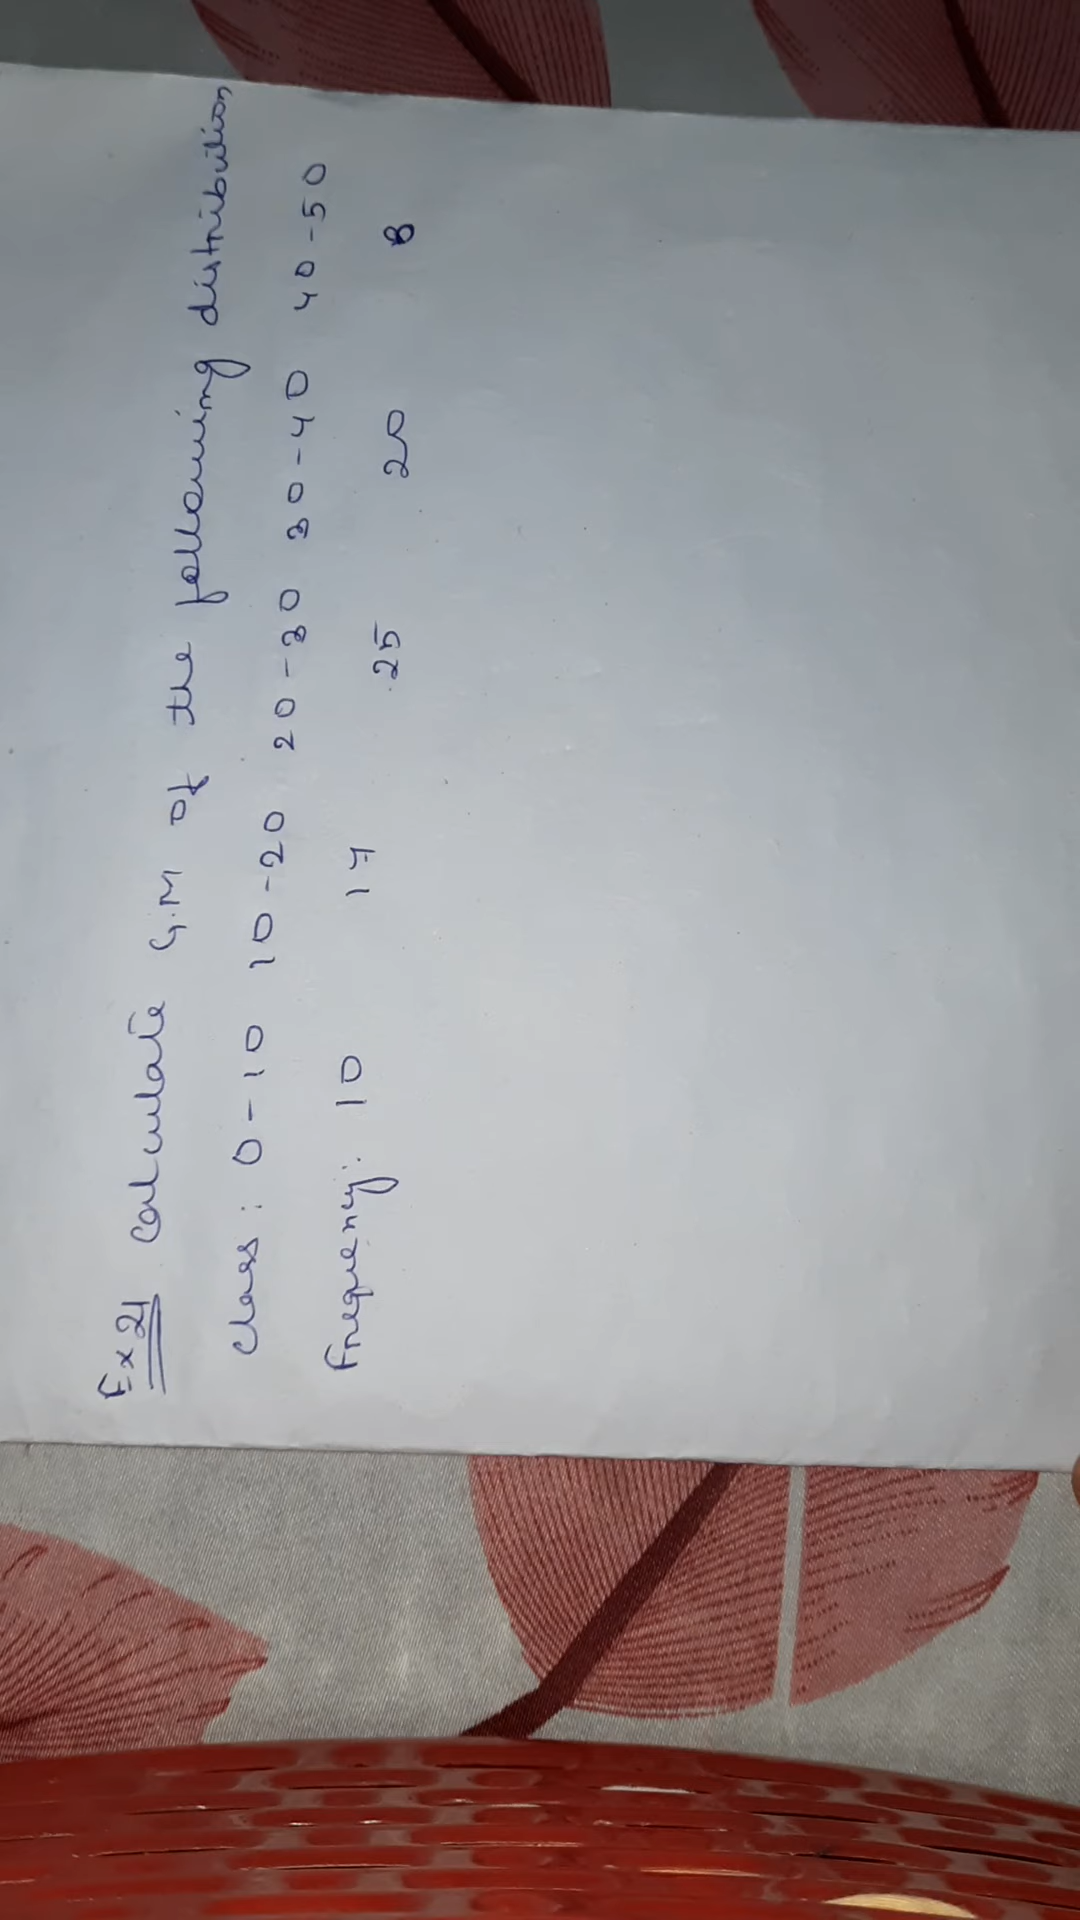 Ex 21 Calculate G.M of the following distribution
Class : 0-10 10-20 20-30 30-40 40-50
Frequency: 10 17 25 20 8